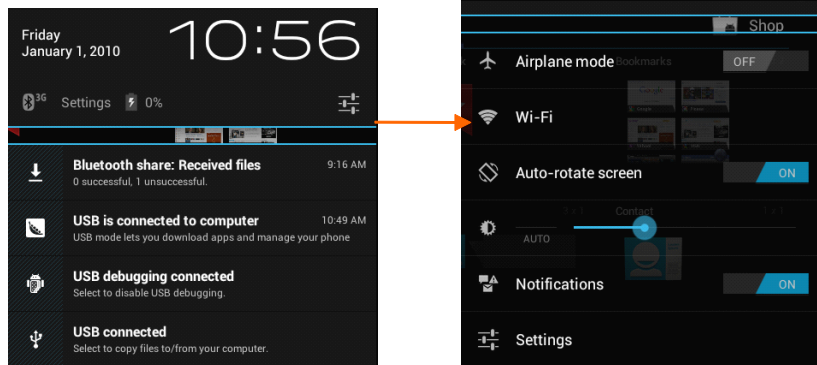 Friday
January 1, 2010
10:56
3G Settings 0%
Bluetooth share: Received files 9:16 AM
0 successful, 1 unsuccessful.
USB is connected to computer 10:49 AM
USB mode lets you download apps and manage your phone
USB debugging connected
Select to disable USB debugging.
USB connected
Select to copy files to/from your computer.
Shop
Airplane mode OFF
Bookmarks
Wi-Fi
Auto-rotate screen ON
Contact
AUTO
Notifications ON
Settings